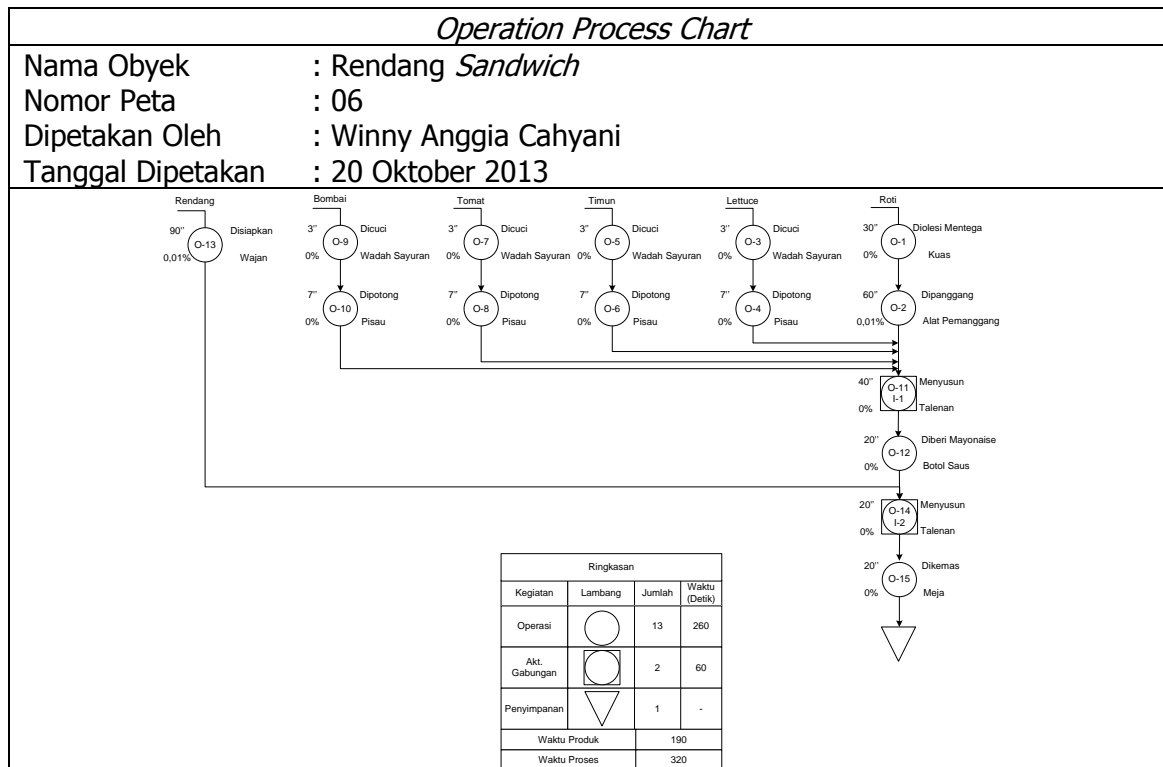 Operation Process Chart
Nama Obyek : Rendang Sandwich
Nomor Peta : 06
Dipetakan Oleh : Winny Anggia Cahyani
Tanggal Dipetakan : 20 Oktober 2013
Rendang Bombai Tomat Timun Lettuce Roti
90" Disiapkan 3" Dicuci 3" Dicuci 3" Dicuci 3" Dicuci 30" Diolesi Mentega
O-13 O-9 O-7 O-5 O-3 O-1
0,01% Wajan 0% Wadah Sayuran 0% Wadah Sayuran 0% Wadah Sayuran 0% Wadah Sayuran 0% Kuas
7" Dipotong 7" Dipotong 7" Dipotong 7" Dipotong 60" Dipanggang
O-10 O-8 O-6 O-4 O-2
0% Pisau 0% Pisau 0% Pisau 0% Pisau 0,01% Alat Pemanggang
40" Menyusun
O-11
I-1
0% Talenan
20" Diberi Mayonaise
O-12
0% Botol Saus
20" Menyusun
O-14
I-2
0% Talenan
20" Dikemas
O-15
0% Meja
Ringkasan
Kegiatan Lambang Jumlah Waktu
(Detik)
Operasi 13 260
Akt.
Gabungan 2 60
Penyimpanan 1 -
Waktu Produk 190
Waktu Proses 320